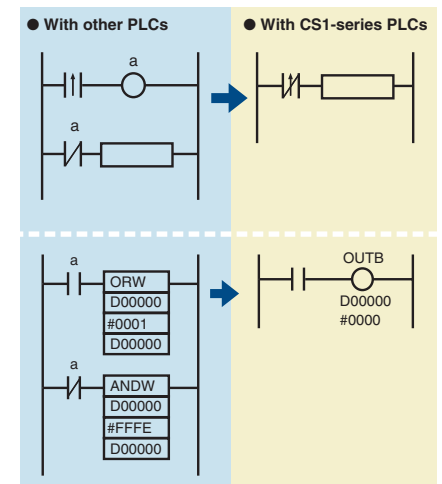 ● With other PLCs
● With CS1-series PLCs
a
a
a
ORW
D00000
#0001
D00000
OUTB
D00000
#0000
a
ANDW
D00000
#FFFE
D00000